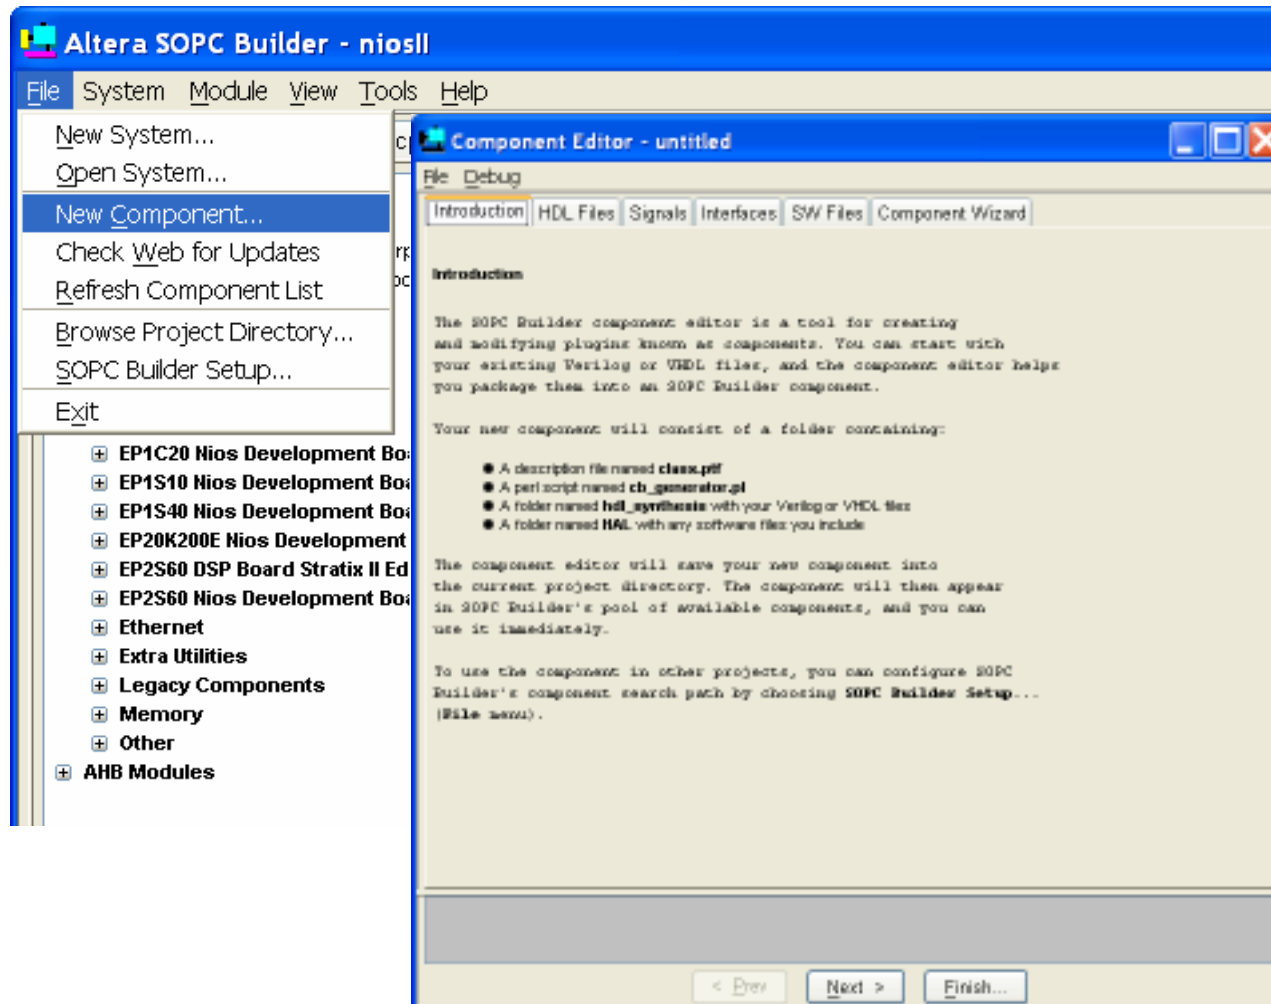 Altera SOPC Builder - niosII
File System Module View Tools Help
New System...
Open System...
New Component...
Check Web for Updates
Refresh Component List
Browse Project Directory...
SOPC Builder Setup...
Exit
EP1C20 Nios Development Bo
EP1S10 Nios Development Boa
EP1S40 Nios Development Boa
EP20K200E Nios Development
EP2S60 DSP Board Stratix II Ed
EP2S60 Nios Development Boa
Ethernet
Extra Utilities
Legacy Components
Memory
Other
AHB Modules
Component Editor - untitled
File Debug
Introduction HDL Files Signals Interfaces SW Files Component Wizard
Introduction
The SOPC Builder component editor is a tool for creating
and modifying plugins known as components. You can start with
your existing Verilog or VHDL files, and the component editor helps
you package them into an SOPC Builder component.
Your new component will consist of a folder containing:
● A description file named class.ptf
● A perl script named cb_generator.pl
● A folder named hdl_synthesis with your Verilog or VHDL files
● A folder named HAL with any software files you include
The component editor will save your new component into
the current project directory. The component will then appear
in SOPC Builder's pool of available components, and you can
use it immediately.
To use the component in other projects, you can configure SOPC
Builder's component search path by choosing SOPC Builder Setup...
(File menu).
< Prev Next > Finish...